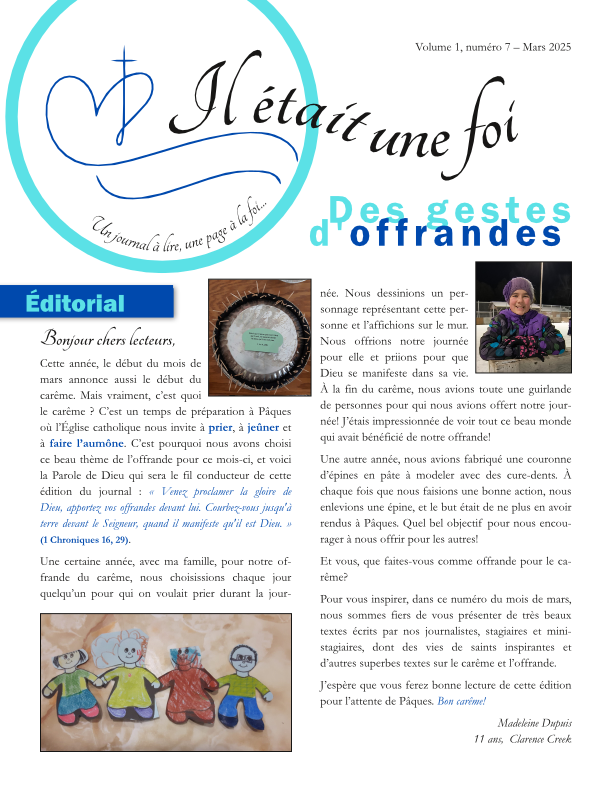 Volume 1, numéro 7 – Mars 2025
Il était une foi
Un journal à lire, une page à la foi...
Des gestes
d'offrandes
Éditorial
Bonjour chers lecteurs,
Cette année, le début du mois de
mars annonce aussi le début du
carême. Mais vraiment, c'est quoi
le carême ? C'est un temps de préparation à Pâques
où l'Église catholique nous invite à prier, à jeûner et
à faire l'aumône. C'est pourquoi nous avons choisi
ce beau thème de l'offrande pour ce mois-ci, et voici
la Parole de Dieu qui sera le fil conducteur de cette
édition du journal : « Venez proclamer la gloire de
Dieu, apportez vos offrandes devant lui. Courbez-vous jusqu'à
terre devant le Seigneur, quand il manifeste qu'il est Dieu. »
(1 Chroniques 16, 29).
Une certaine année, avec ma famille, pour notre of-
frande du carême, nous choisissions chaque jour
quelqu'un pour qui on voulait prier durant la jour-
née. Nous dessinions un per-
sonnage représentant cette per-
sonne et l'affichions sur le mur.
Nous offrions notre journée
pour elle et priions pour que
Dieu se manifeste dans sa vie.
À la fin du carême, nous avions toute une guirlande
de personnes pour qui nous avions offert notre jour-
née! J'étais impressionnée de voir tout ce beau monde
qui avait bénéficié de notre offrande!
Une autre année, nous avions fabriqué une couronne
d'épines en pâte à modeler avec des cure-dents. À
chaque fois que nous faisions une bonne action, nous
enlevions une épine, et le but était de ne plus en avoir
rendus à Pâques. Quel bel objectif pour nous encou-
rager à nous offrir pour les autres!
Et vous, que faites-vous comme offrande pour le ca-
rême?
Pour vous inspirer, dans ce numéro du mois de mars,
nous sommes fiers de vous présenter de très beaux
textes écrits par nos journalistes, stagiaires et mini-
stagiaires, dont des vies de saints inspirantes et
d'autres superbes textes sur le carême et l'offrande.
J'espère que vous ferez bonne lecture de cette édition
pour l'attente de Pâques. Bon carême!
Madeleine Dupuis
11 ans, Clarence Creek